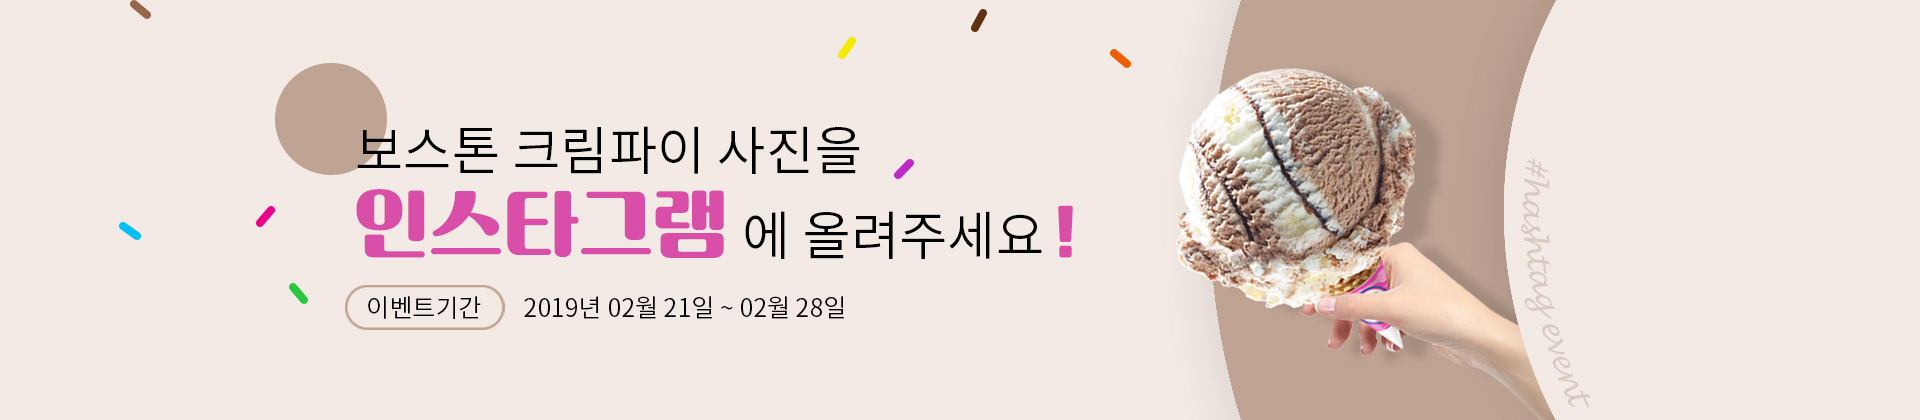 보스톤 크림파이 사진을
인스타그램에 올려주세요!
이벤트기간 2019년 02월 21일 ~ 02월 28일
#hashtag event